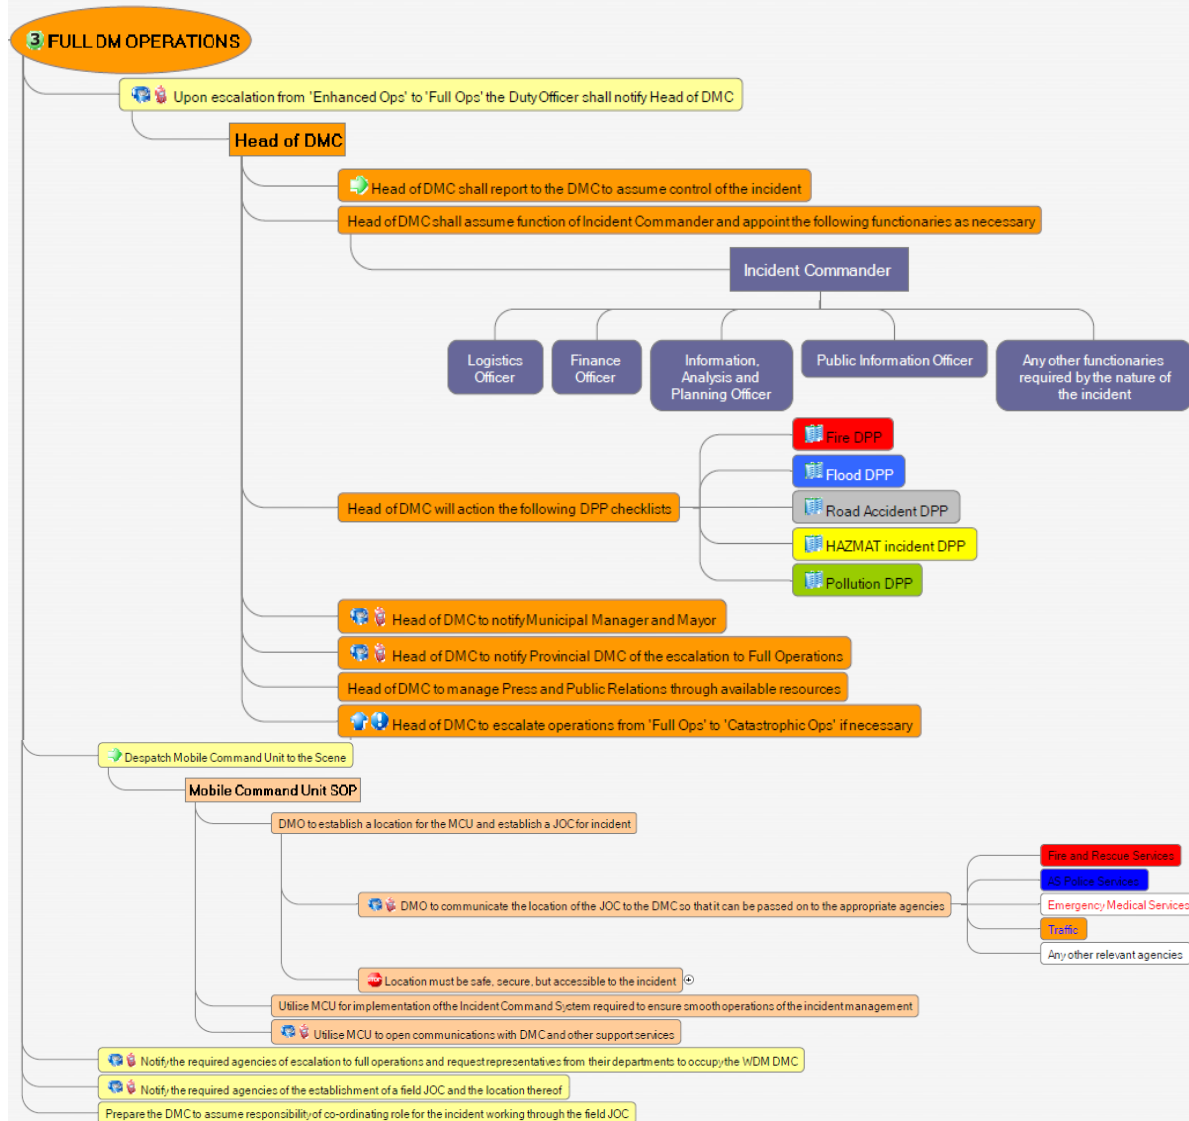 3 FULL DM OPERATIONS
Upon escalation from 'Enhanced Ops' to 'Full Ops' the Duty Officer shall notify Head of DMC
Head of DMC
Head of DMC shall report to the DMC to assume control of the incident
Head of DMC shall assume function of Incident Commander and appoint the following functionaries as necessary
Incident Commander
Logistics
Officer
Finance
Officer
Information,
Analysis and
Planning Officer
Public Information Officer
Any other functionaries
required by the nature of
the incident
Head of DMC will action the following DPP checklists
Fire DPP
Flood DPP
Road Accident DPP
HAZMAT incident DPP
Pollution DPP
Head of DMC to notify Municipal Manager and Mayor
Head of DMC to notify Provincial DMC of the escalation to Full Operations
Head of DMC to manage Press and Public Relations through available resources
Head of DMC to escalate operations from 'Full Ops' to 'Catastrophic Ops' if necessary
Despatch Mobile Command Unit to the Scene
Mobile Command Unit SOP
DMO to establish a location for the MCU and establish a JOC for incident
DMO to communicate the location of the JOC to the DMC so that it can be passed on to the appropriate agencies
Fire and Rescue Services
AS Police Services
Emergency Medical Services
Traffic
Any other relevant agencies
STOP
Location must be safe, secure, but accessible to the incident
Utilise MCU for implementation of the Incident Command System required to ensure smooth operations of the incident management
Utilise MCU to open communications with DMC and other support services
Notify the required agencies of escalation to full operations and request representatives from their departments to occupy the WDM DMC
Notify the required agencies of the establishment of a field JOC and the location thereof
Prepare the DMC to assume responsibility of co-ordinating role for the incident working through the field JOC